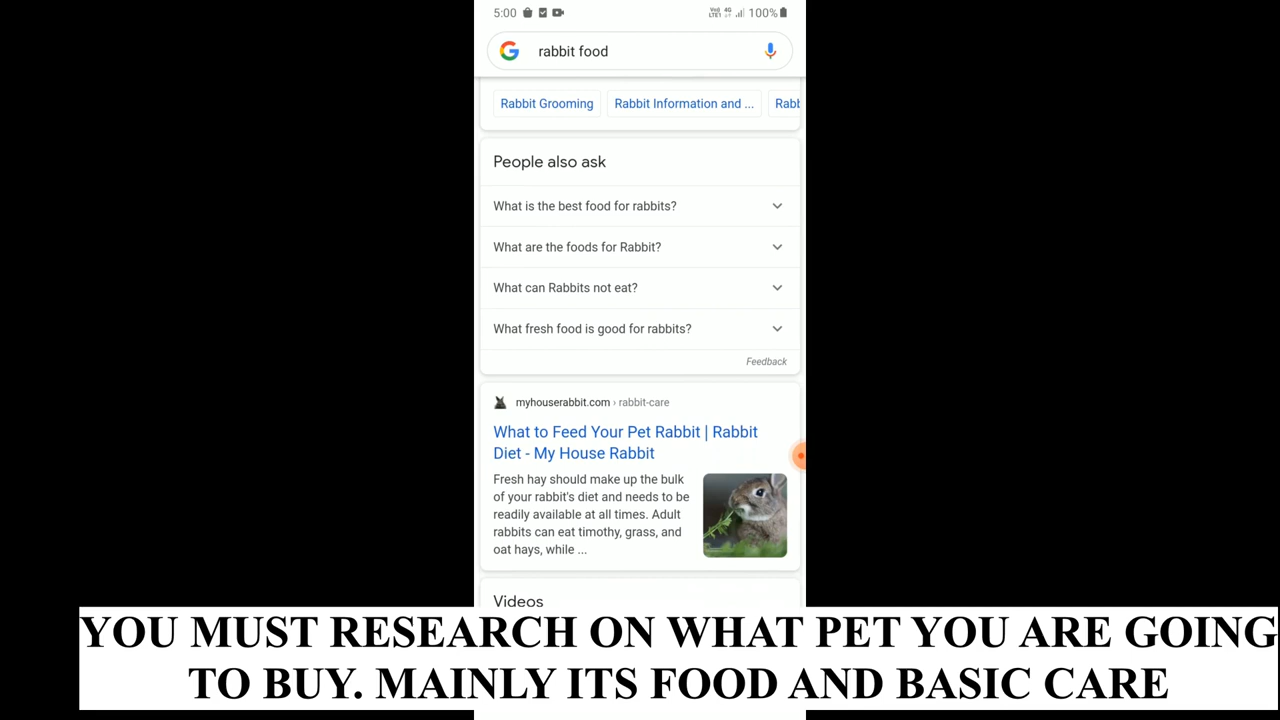 5:00 100%
rabbit food
Rabbit Grooming Rabbit Information and ... Rabb
People also ask
What is the best food for rabbits?
What are the foods for Rabbit?
What can Rabbits not eat?
What fresh food is good for rabbits?
Feedback
myhouserabbit.com › rabbit-care
What to Feed Your Pet Rabbit | Rabbit
Diet - My House Rabbit
Fresh hay should make up the bulk
of your rabbit's diet and needs to be
readily available at all times. Adult
rabbits can eat timothy, grass, and
oat hays, while ...
Videos
YOU MUST RESEARCH ON WHAT PET YOU ARE GOING
TO BUY. MAINLY ITS FOOD AND BASIC CARE